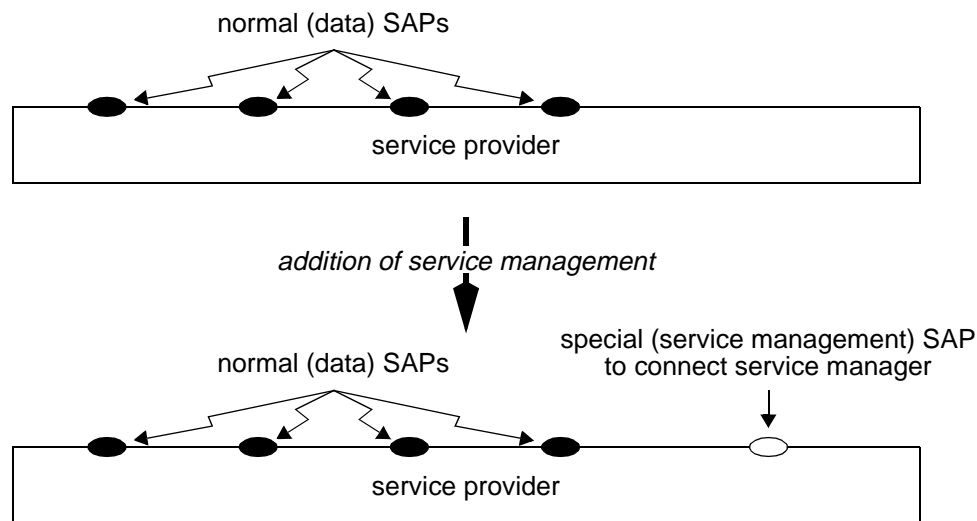 normal (data) SAPs
service provider
addition of service management
special (service management) SAP
to connect service manager
normal (data) SAPs
service provider